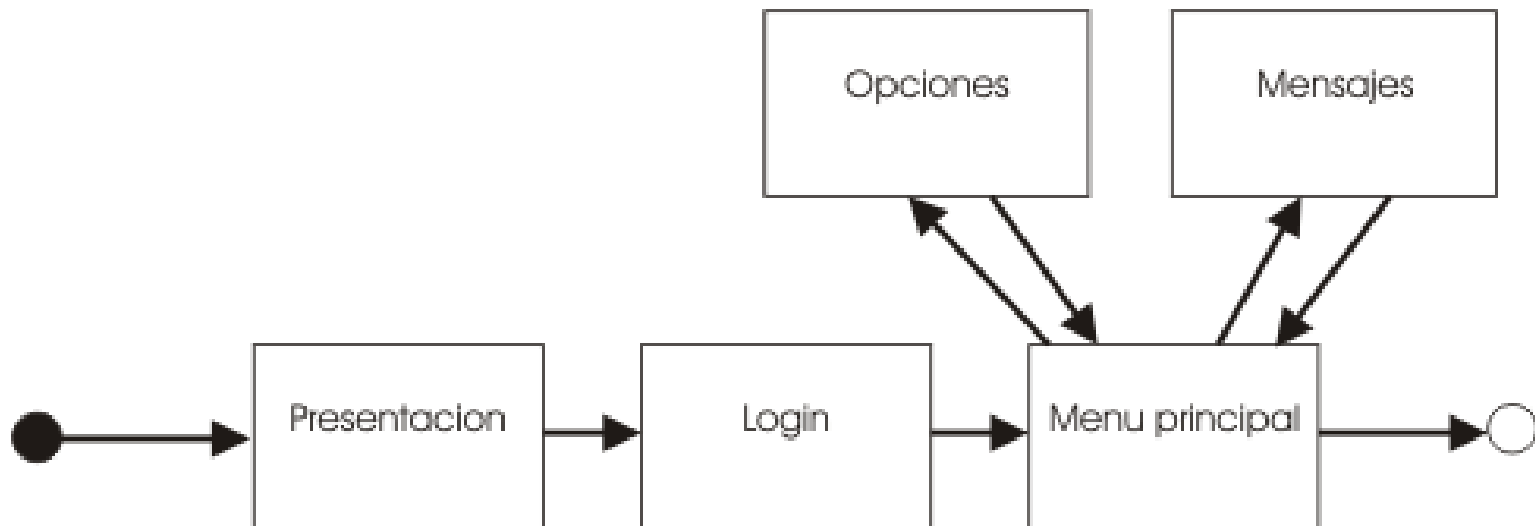 Opciones
Mensajes
Presentacion
Login
Menu principal